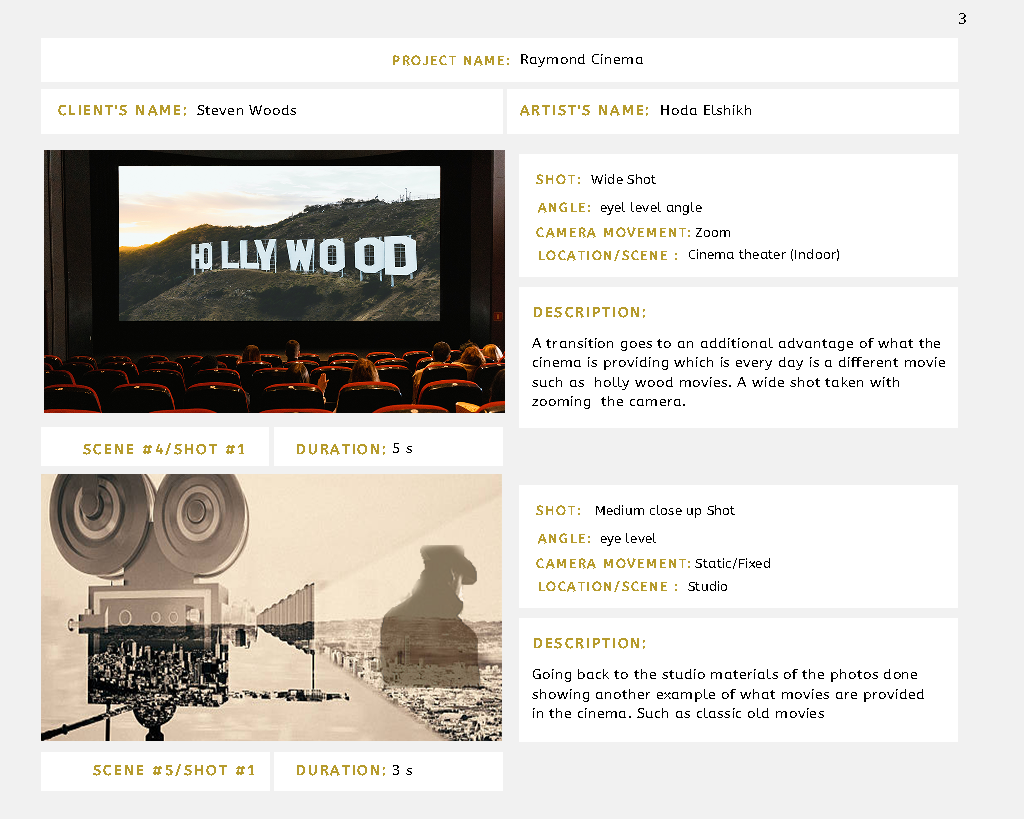 3
PROJECT NAME: Raymond Cinema
CLIENT'S NAME: Steven Woods
ARTIST'S NAME: Hoda Elshikh
HOLLYWOOD
SHOT: Wide Shot
ANGLE: eyel level angle
CAMERA MOVEMENT: Zoom
LOCATION/SCENE : Cinema theater (Indoor)
DESCRIPTION:
A transition goes to an additional advantage of what the
cinema is providing which is every day is a different movie
such as holly wood movies. A wide shot taken with
zooming the camera.
SCENE #4/SHOT #1
DURATION: 5 s
SHOT: Medium close up Shot
ANGLE: eye level
CAMERA MOVEMENT: Static/Fixed
LOCATION/SCENE : Studio
DESCRIPTION:
Going back to the studio materials of the photos done
showing another example of what movies are provided
in the cinema. Such as classic old movies
SCENE #5/SHOT #1
DURATION: 3 s